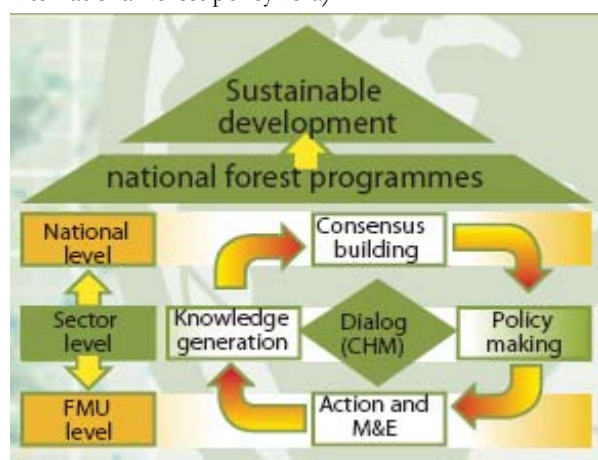 Sustainable
development
national forest programmes
National
level
Consensus
building
Sector
level
Knowledge
generation
Dialog
(CHM)
Policy
making
FMU
level
Action and
M&E